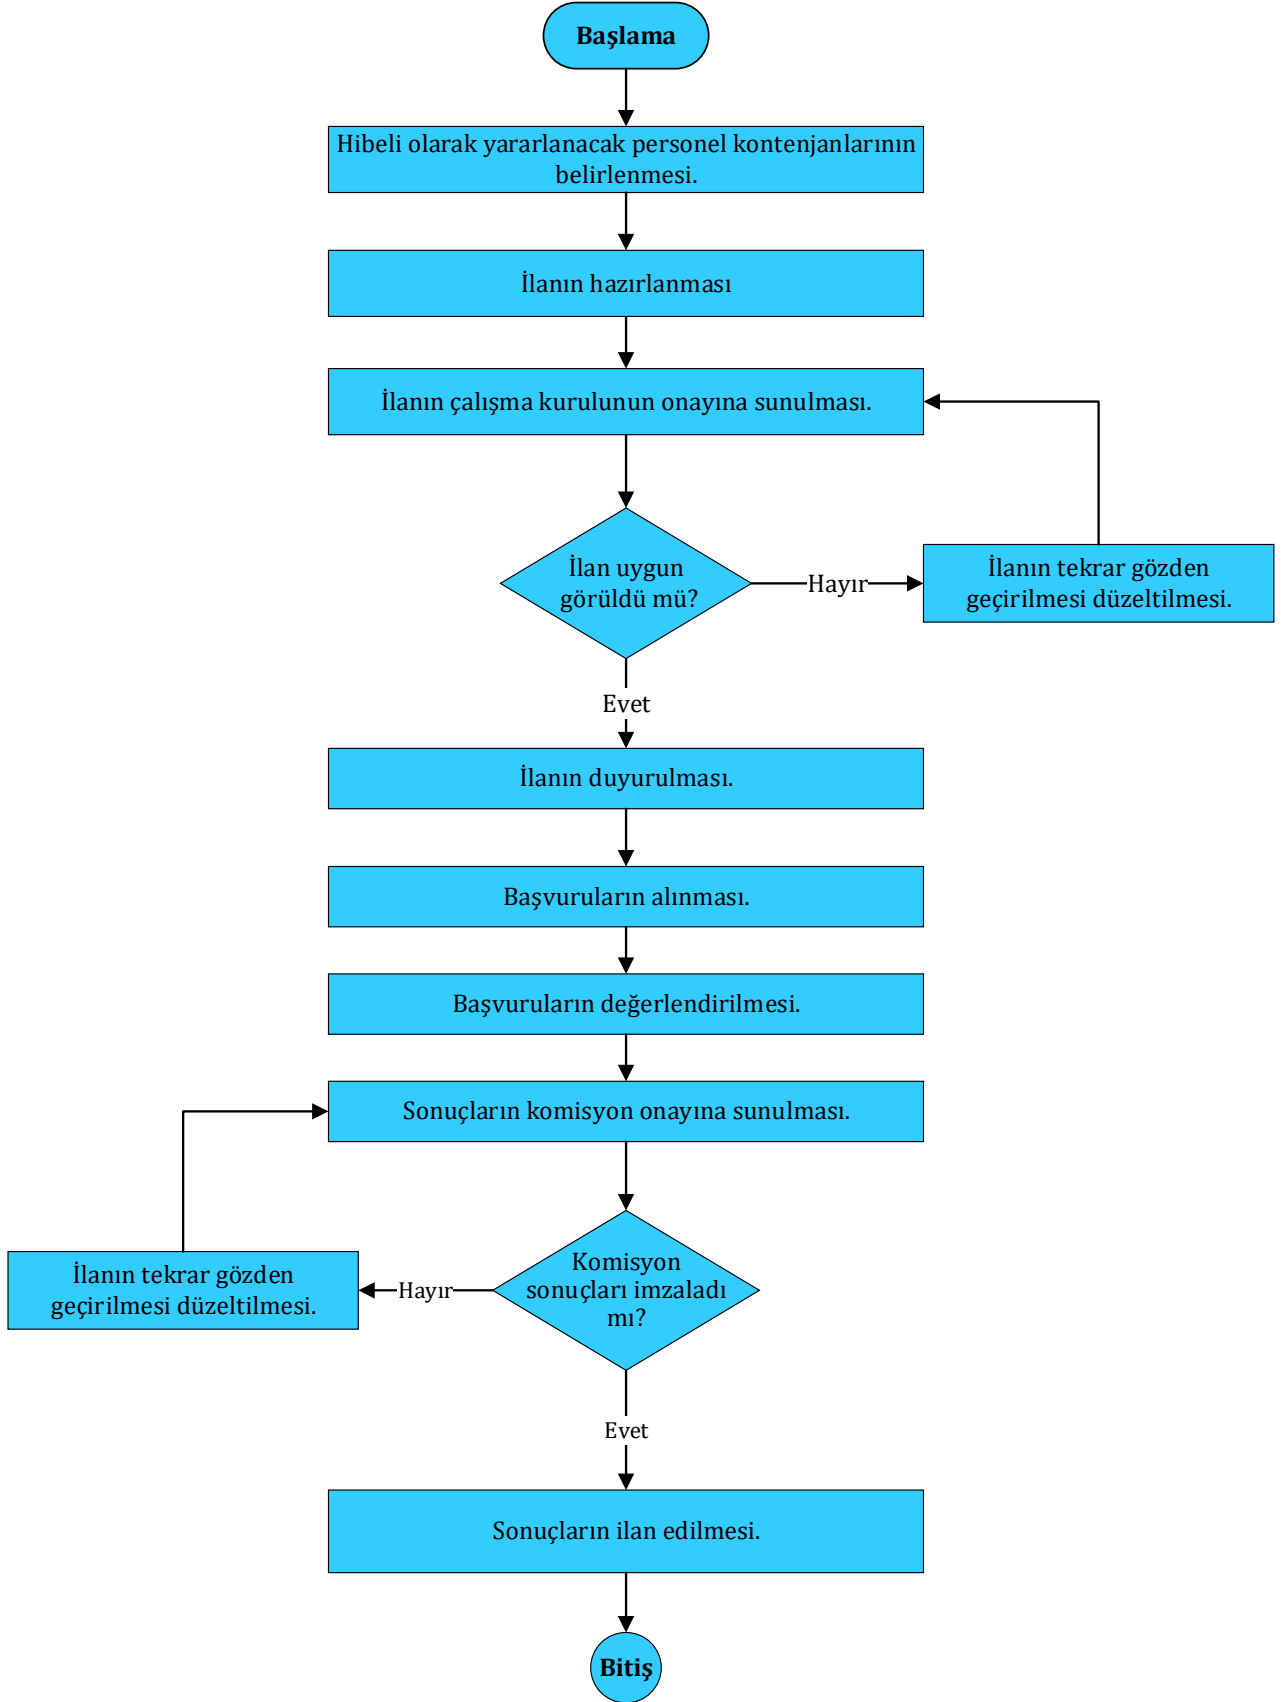 Başlama
Hibeli olarak yararlanacak personel kontenjanlarının
belirlenmesi.
İlanın hazırlanması
İlanın çalışma kurulunun onayına sunulması.
İlan uygun
görüldü mü?
Hayır
İlanın tekrar gözden
geçirilmesi düzeltilmesi.
Evet
İlanın duyurulması.
Başvuruların alınması.
Başvuruların değerlendirilmesi.
Sonuçların komisyon onayına sunulması.
Komisyon
sonuçları imzaladı
mı?
Hayır
İlanın tekrar gözden
geçirilmesi düzeltilmesi.
Evet
Sonuçların ilan edilmesi.
Bitiş